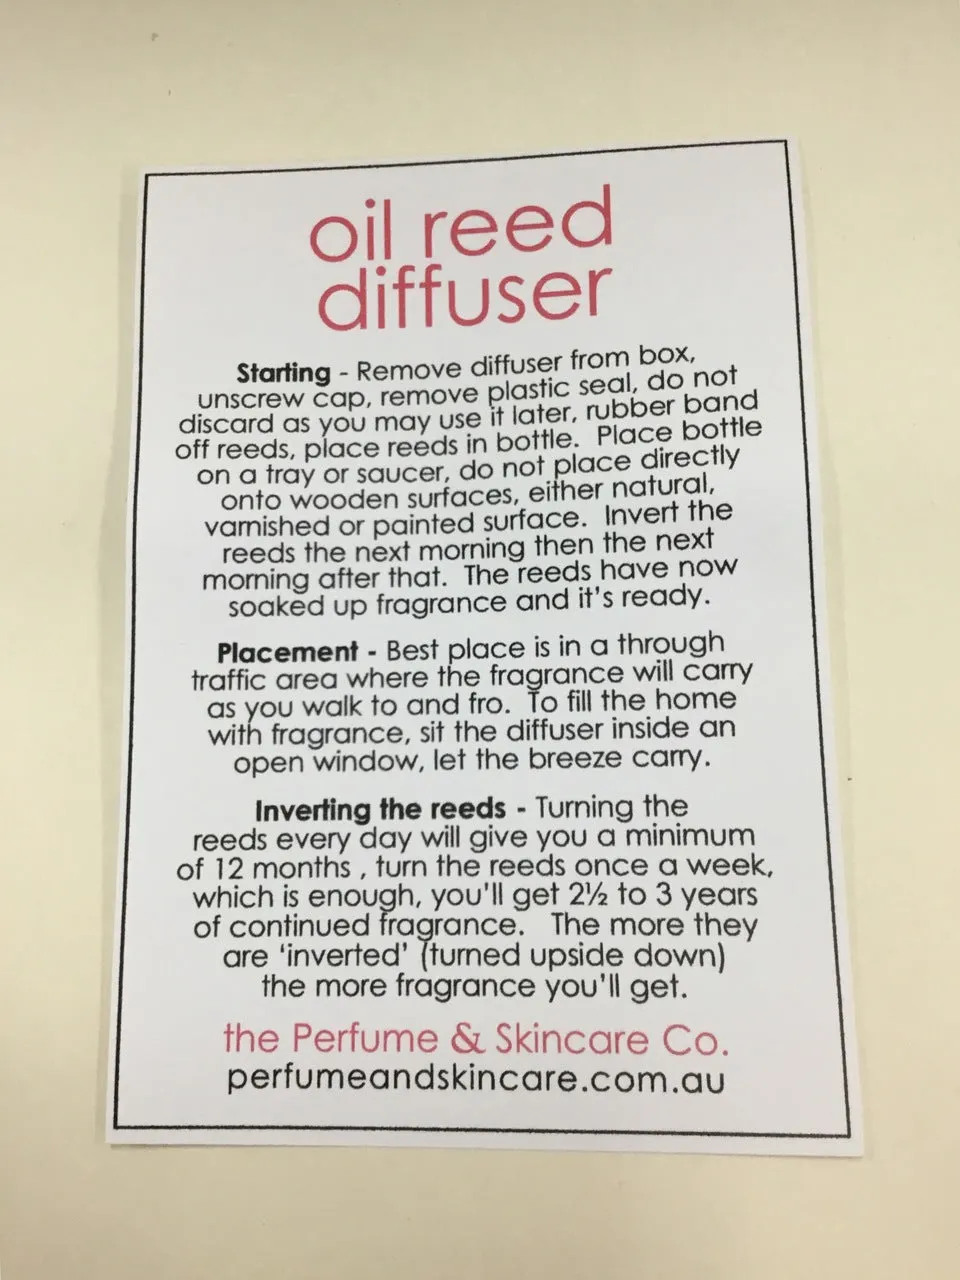 oil reed
diffuser
Starting - Remove diffuser from box,
unscrew cap, remove plastic seal, do not
discard as you may use it later, rubber band
off reeds, place reeds in bottle.  Place bottle
on a tray or saucer, do not place directly
onto wooden surfaces, either natural,
varnished or painted surface.  Invert the
reeds the next morning then the next
morning after that.  The reeds have now
soaked up fragrance and it's ready.
Placement - Best place is in a through
traffic area where the fragrance will carry
as you walk to and fro.  To fill the home
with fragrance, sit the diffuser inside an
open window, let the breeze carry.
Inverting the reeds - Turning the
reeds every day will give you a minimum
of 12 months , turn the reeds once a week,
which is enough, you'll get 2½ to 3 years
of continued fragrance.   The more they
are ‘inverted’ (turned upside down)
the more fragrance you'll get.
the Perfume & Skincare Co.
perfumeandskincare.com.au